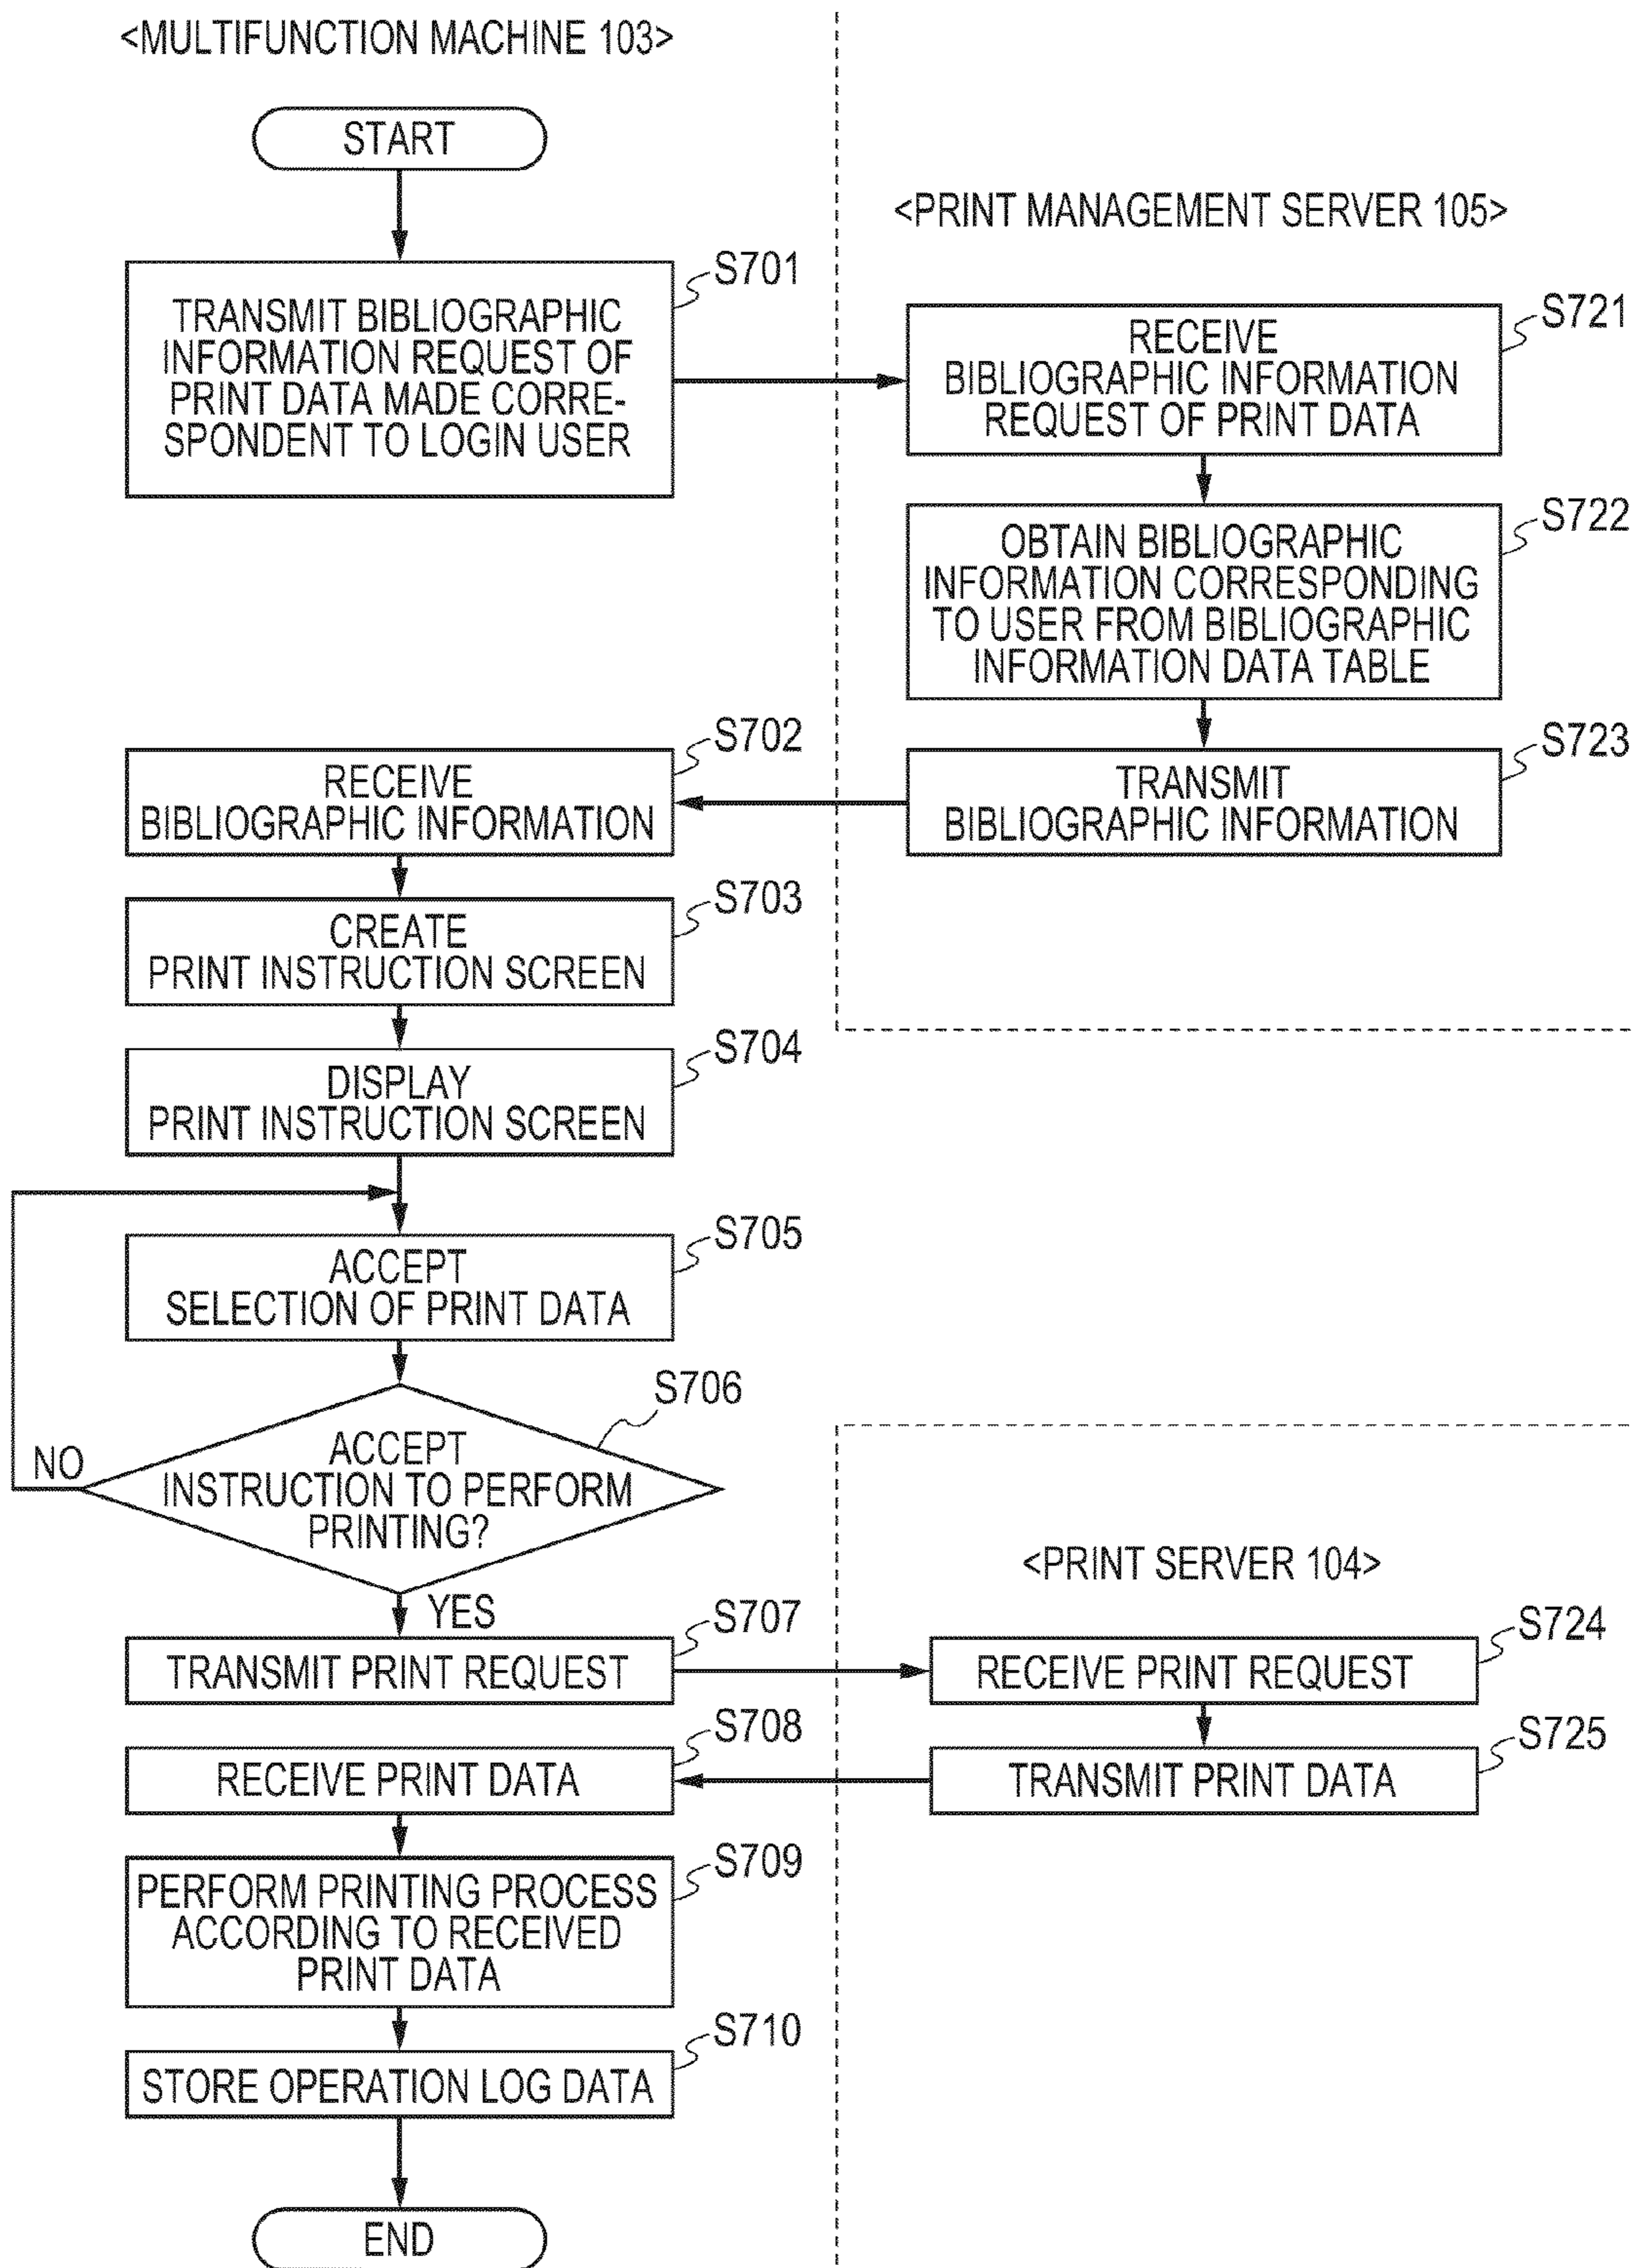 <MULTIFUNCTION MACHINE 103>
START
<PRINT MANAGEMENT SERVER 105>
S701
TRANSMIT BIBLIOGRAPHIC
INFORMATION REQUEST OF
PRINT DATA MADE CORRE-
SPONDENT TO LOGIN USER
S721
RECEIVE
BIBLIOGRAPHIC INFORMATION
REQUEST OF PRINT DATA
S722
OBTAIN BIBLIOGRAPHIC
INFORMATION CORRESPONDING
TO USER FROM BIBLIOGRAPHIC
INFORMATION DATA TABLE
S723
TRANSMIT
BIBLIOGRAPHIC INFORMATION
S702
RECEIVE
BIBLIOGRAPHIC INFORMATION
S703
CREATE
PRINT INSTRUCTION SCREEN
S704
DISPLAY
PRINT INSTRUCTION SCREEN
S705
ACCEPT
SELECTION OF PRINT DATA
S706
ACCEPT
INSTRUCTION TO PERFORM
PRINTING?
NO
YES
<PRINT SERVER 104>
S707
TRANSMIT PRINT REQUEST
S724
RECEIVE PRINT REQUEST
S725
TRANSMIT PRINT DATA
S708
RECEIVE PRINT DATA
S709
PERFORM PRINTING PROCESS
ACCORDING TO RECEIVED
PRINT DATA
S710
STORE OPERATION LOG DATA
END